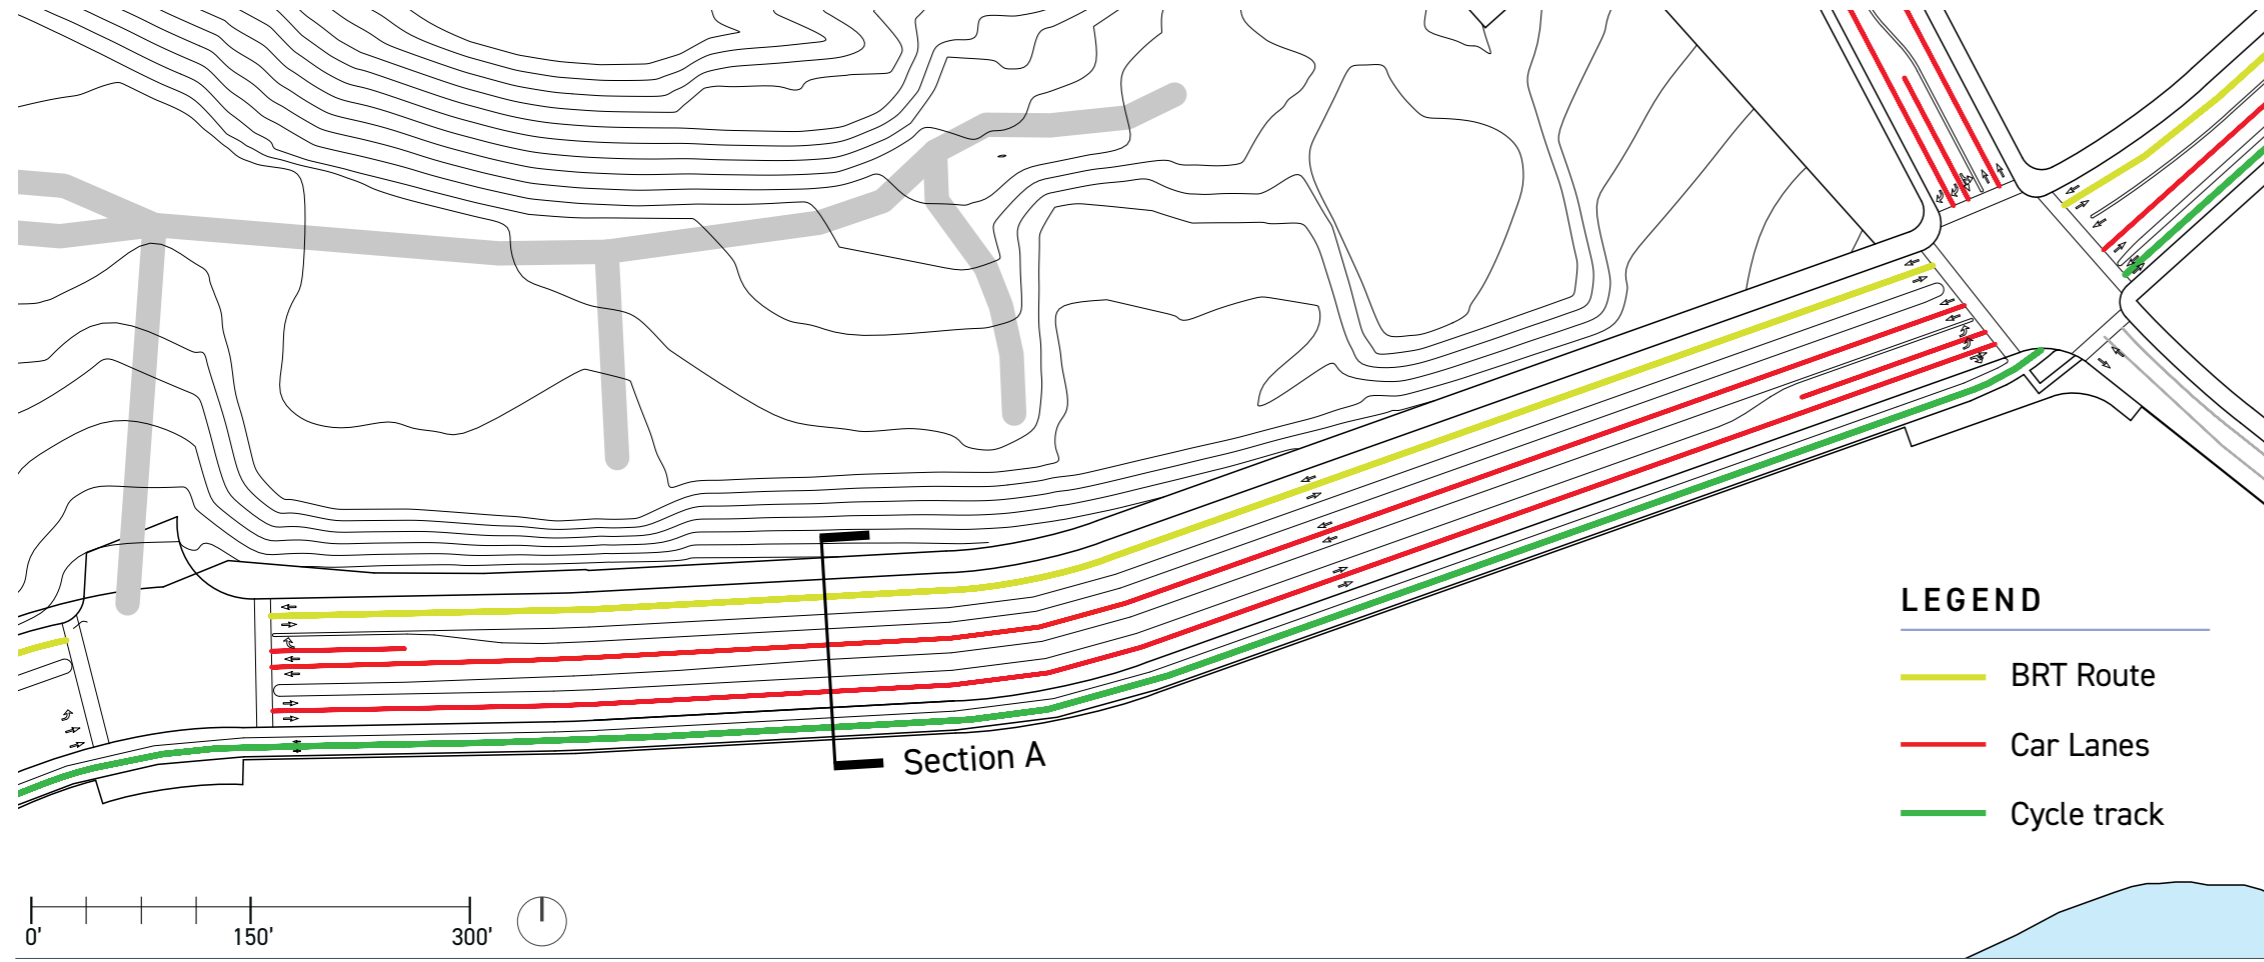 Section A
LEGEND
BRT Route
Car Lanes
Cycle track
0' 150' 300'